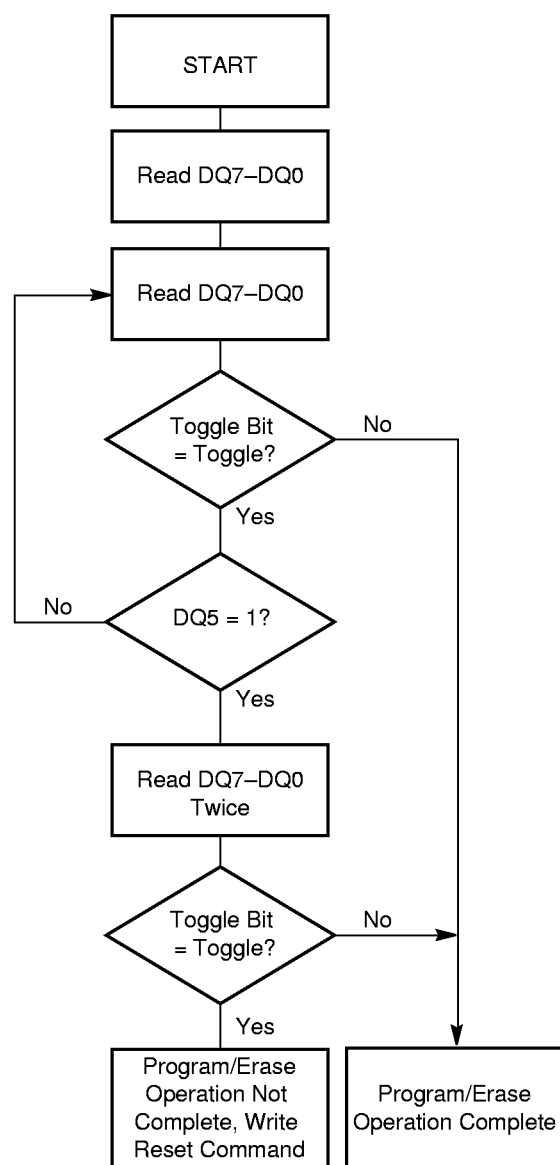 START
Read DQ7–DQ0
Read DQ7–DQ0
Toggle Bit
= Toggle?
No
Yes
No
DQ5 = 1?
Yes
Read DQ7–DQ0
Twice
Toggle Bit
= Toggle?
No
Yes
Program/Erase
Operation Not
Complete, Write
Reset Command
Program/Erase
Operation Complete